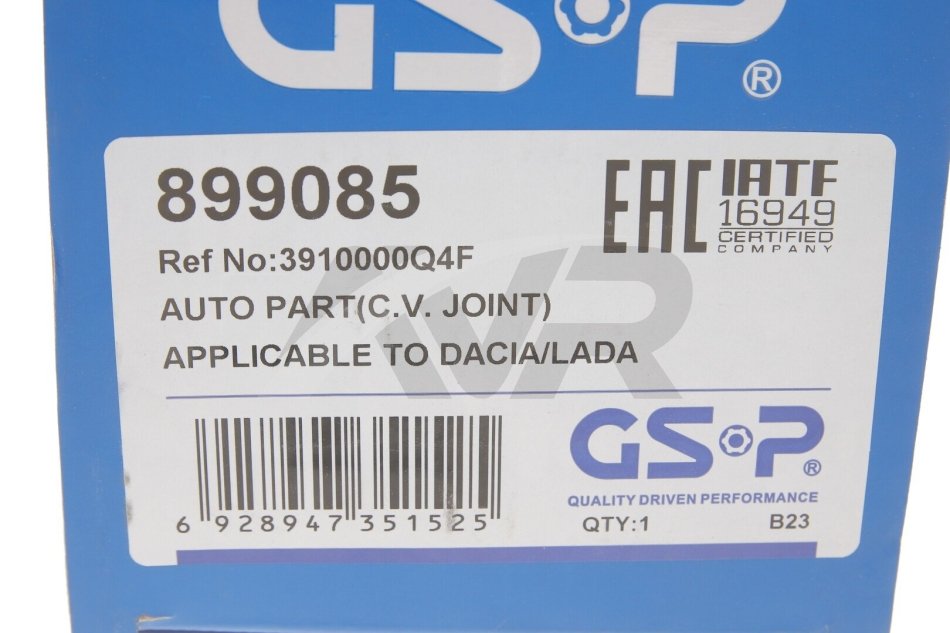 GS·P®
899085
EAC
IATF
16949
CERTIFIED
COMPANY
Ref No:3910000Q4F
AUTO PART(C.V. JOINT)
APPLICABLE TO DACIA/LADA
GS·P®
QUALITY DRIVEN PERFORMANCE
6 928947 351525
QTY:1 B23